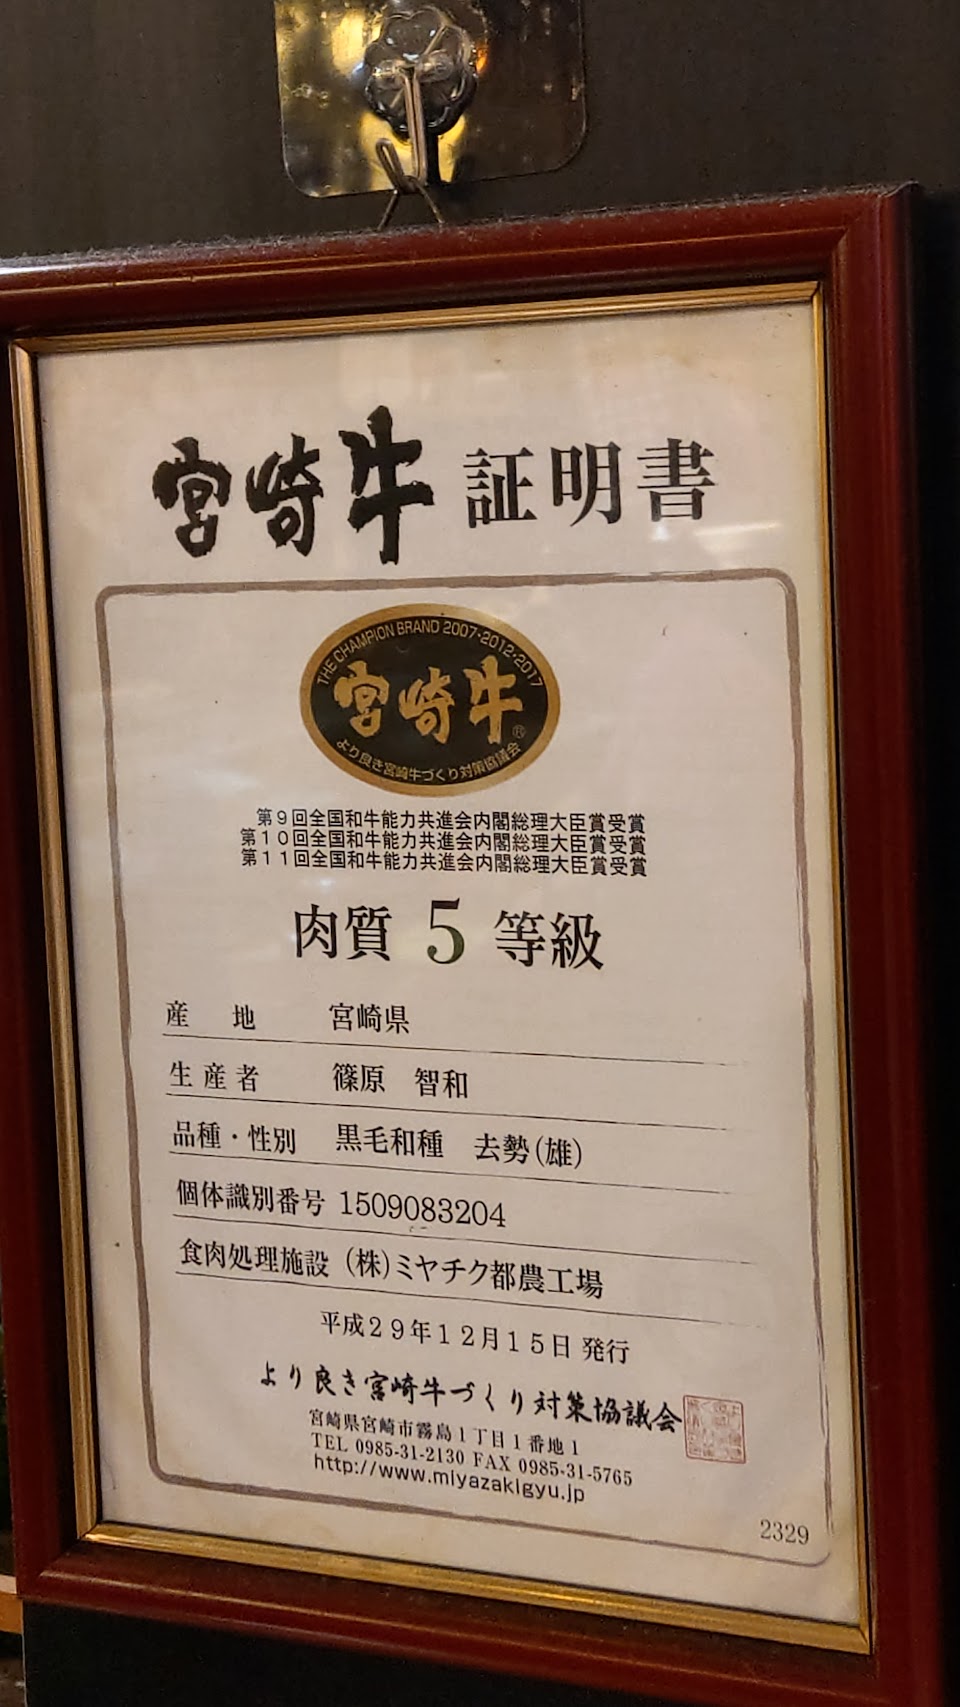 宮崎牛 証明書
THE CHAMPION BRAND 2007・2012・2017
宮崎牛®
より良き宮崎牛づくり対策協議会
第9回全国和牛能力共進会内閣総理大臣賞受賞
第10回全国和牛能力共進会内閣総理大臣賞受賞
第11回全国和牛能力共進会内閣総理大臣賞受賞
肉質 5 等級
産地 宮崎県
生産者 篠原 智和
品種・性別 黒毛和種 去勢(雄)
個体識別番号 1509083204
食肉処理施設 (株)ミヤチク都農工場
平成29年12月15日 発行
より良き宮崎牛づくり対策協議会
宮崎県宮崎市霧島1丁目1番地1
TEL 0985-31-2130 FAX 0985-31-5765
http://www.miyazakigyu.jp
2329